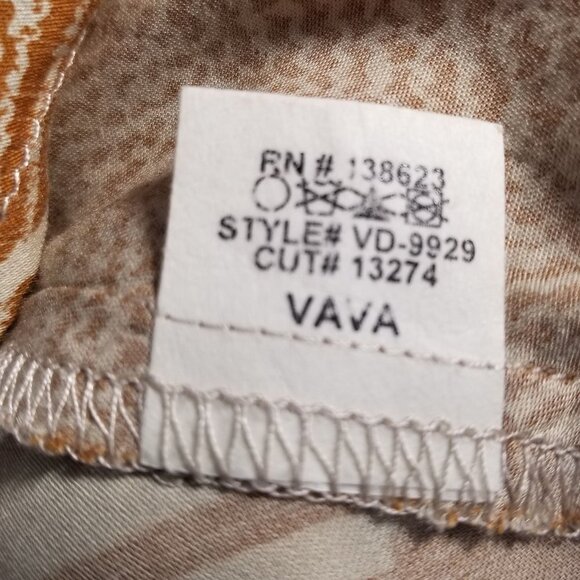 RN # 138623
STYLE# VD-9929
CUT# 13274
VAVA